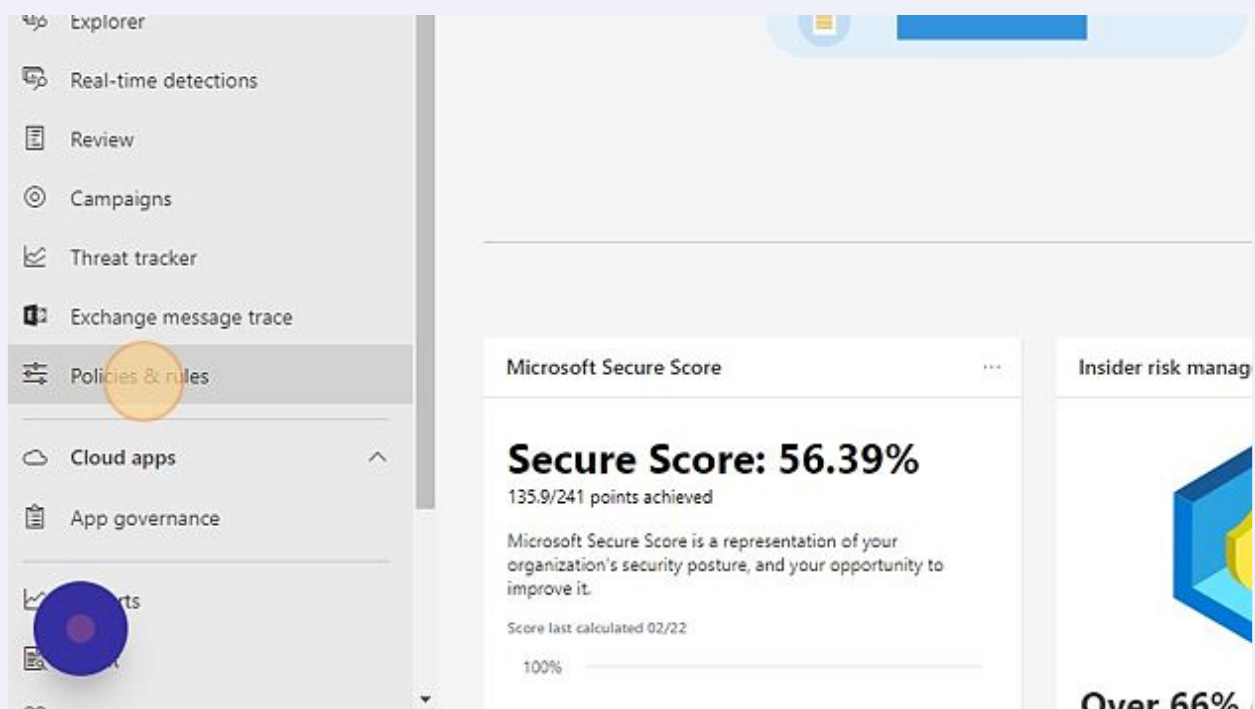 Explorer
Real-time detections
Review
Campaigns
Threat tracker
Exchange message trace
Policies & rules
Cloud apps
App governance
Microsoft Secure Score
...
Secure Score: 56.39%
135.9/241 points achieved
Microsoft Secure Score is a representation of your
organization's security posture, and your opportunity to
improve it.
Score last calculated 02/22
100%
Insider risk manag
Over 66%